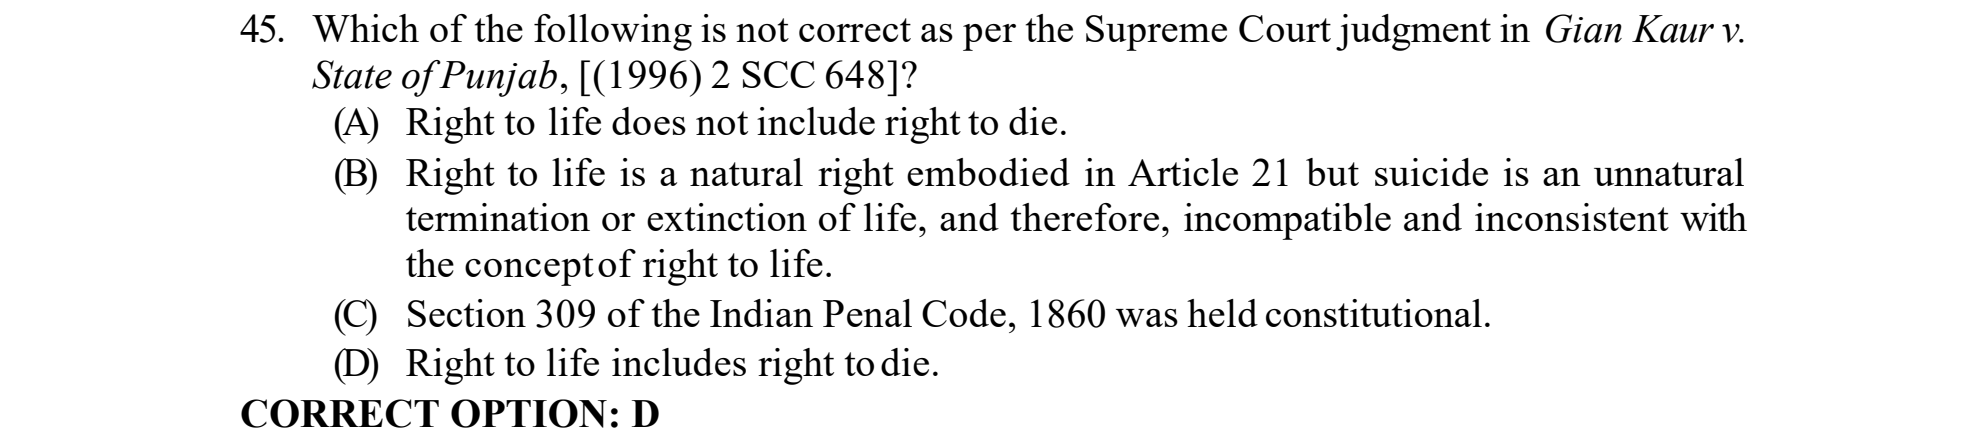 45. Which of the following is not correct as per the Supreme Court judgment in Gian Kaur v.
State of Punjab, [(1996) 2 SCC 648]?
(A) Right to life does not include right to die.
(B) Right to life is a natural right embodied in Article 21 but suicide is an unnatural
termination or extinction of life, and therefore, incompatible and inconsistent with
the concept of right to life.
(C) Section 309 of the Indian Penal Code, 1860 was held constitutional.
(D) Right to life includes right to die.
CORRECT OPTION: D